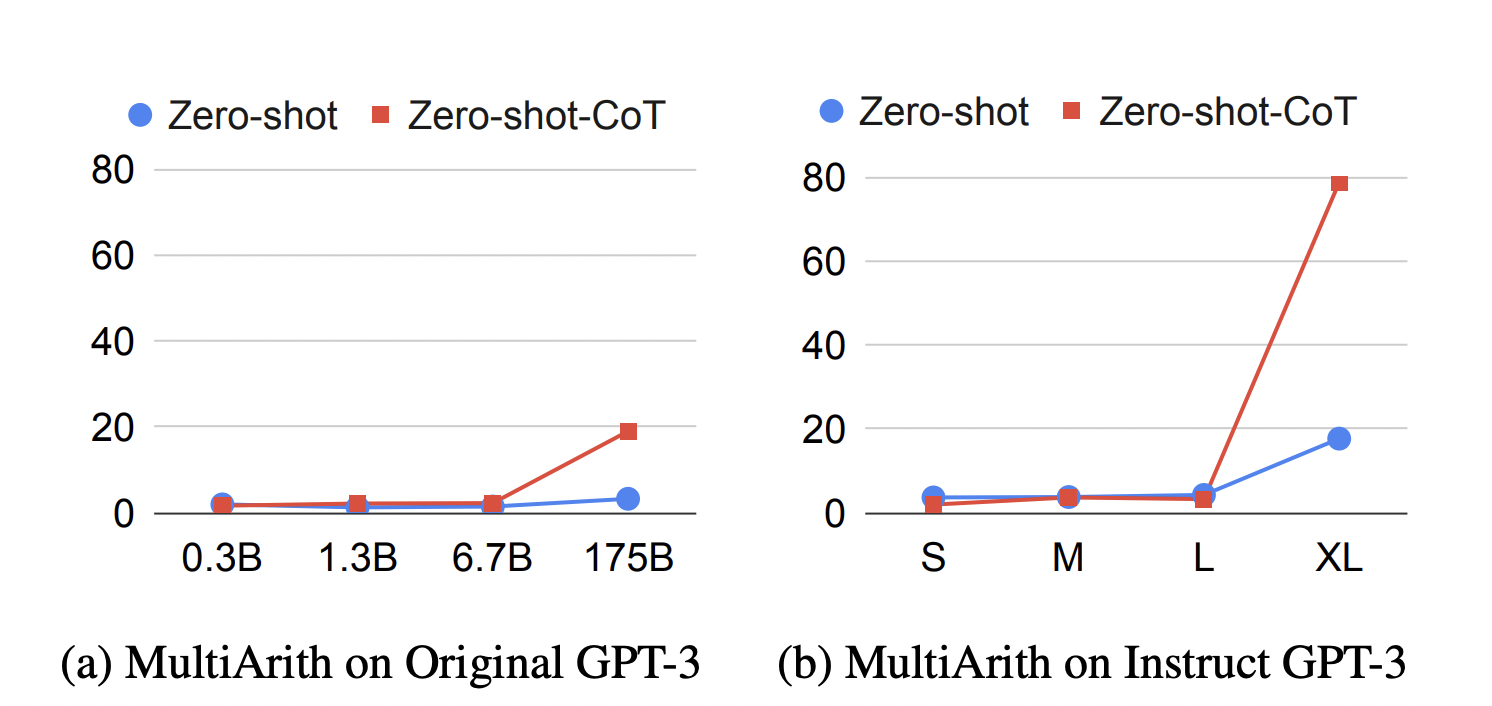 Zero-shot Zero-shot-CoT
80
60
40
20
0
0.3B 1.3B 6.7B 175B
(a) MultiArith on Original GPT-3
Zero-shot Zero-shot-CoT
80
60
40
20
0
S M L XL
(b) MultiArith on Instruct GPT-3